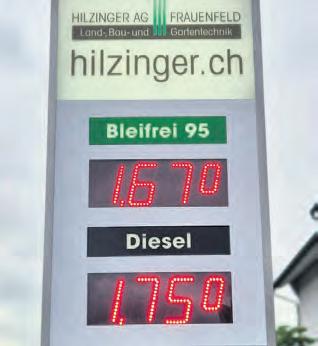 HILZINGER AG FRAUENFELD
Land-, Bau- und Gartentechnik
hilzinger.ch
Bleifrei 95
1.670
Diesel
1.750